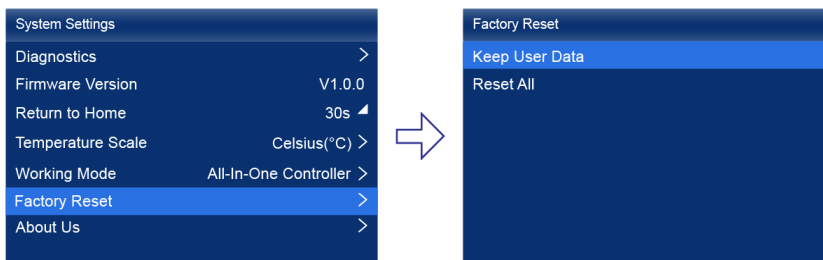 System Settings
Diagnostics >
Firmware Version V1.0.0
Return to Home 30s
Temperature Scale Celsius(°C) >
Working Mode All-In-One Controller >
Factory Reset >
About Us >
Factory Reset
Keep User Data
Reset All